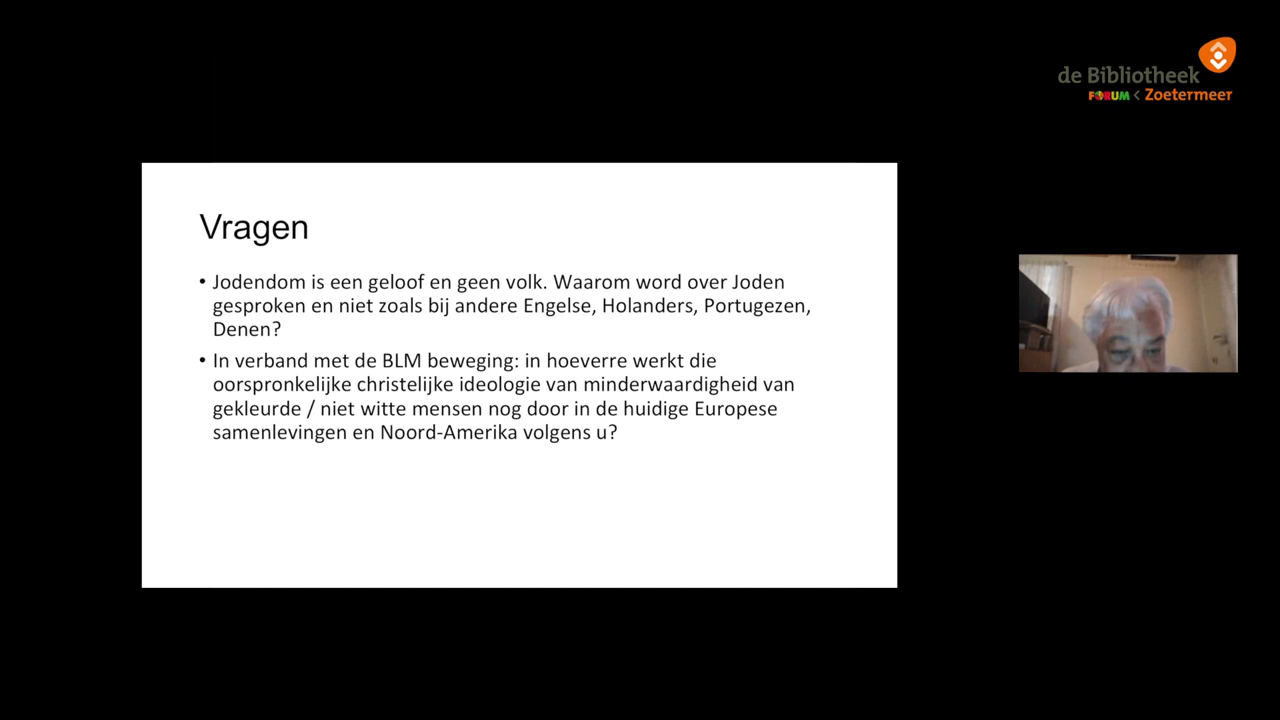 de Bibliotheek
FORUM < Zoetermeer
Vragen
• Jodendom is een geloof en geen volk. Waarom word over Joden
gesproken en niet zoals bij andere Engelse, Holanders, Portugezen,
Denen?
• In verband met de BLM beweging: in hoeverre werkt die
oorspronkelijke christelijke ideologie van minderwaardigheid van
gekleurde / niet witte mensen nog door in de huidige Europese
samenlevingen en Noord-Amerika volgens u?